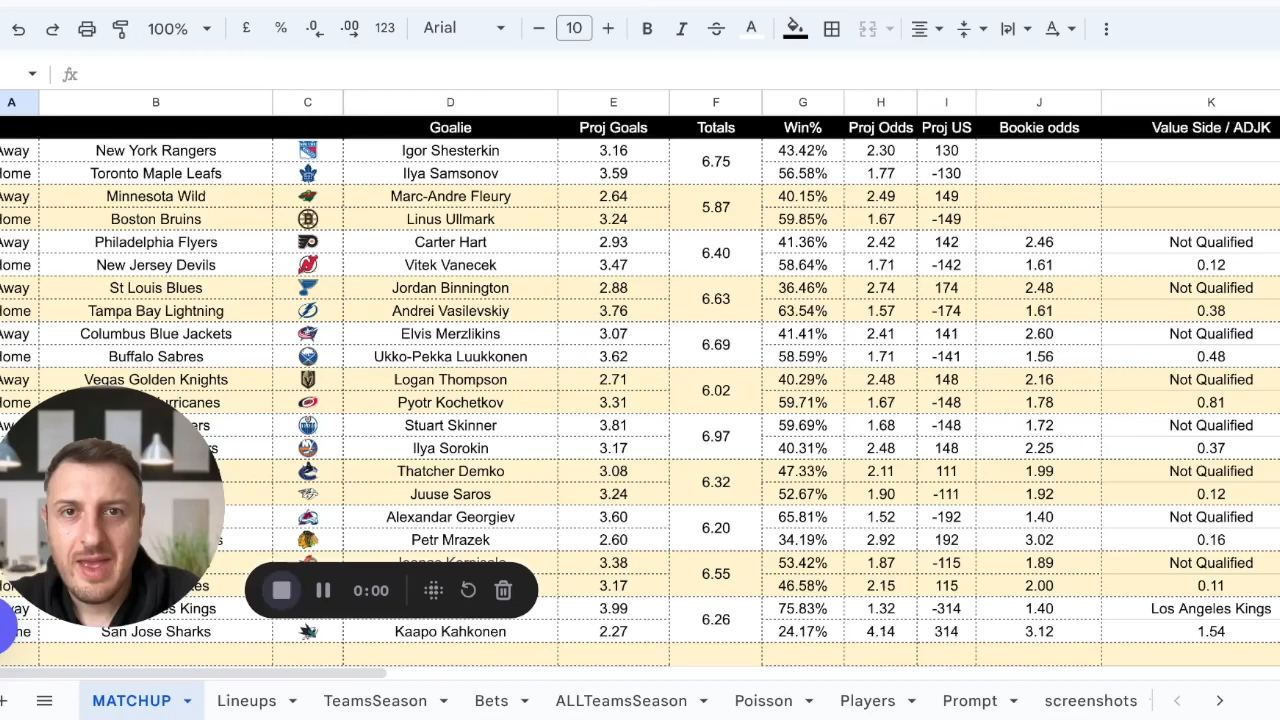 100% £ % .0 .00 123 Arial 10 B I A A
fx
A B C D E F G H I J K
Goalie Proj Goals Totals Win% Proj Odds Proj US Bookie odds Value Side / ADJK
Away New York Rangers Igor Shesterkin 3.16 6.75 43.42% 2.30 130
Home Toronto Maple Leafs Ilya Samsonov 3.59 56.58% 1.77 -130
Away Minnesota Wild Marc-Andre Fleury 2.64 5.87 40.15% 2.49 149
Home Boston Bruins Linus Ullmark 3.24 59.85% 1.67 -149
Away Philadelphia Flyers Carter Hart 2.93 6.40 41.36% 2.42 142 2.46 Not Qualified
Home New Jersey Devils Vitek Vanecek 3.47 58.64% 1.71 -142 1.61 0.12
Away St Louis Blues Jordan Binnington 2.88 6.63 36.46% 2.74 174 2.48 Not Qualified
Home Tampa Bay Lightning Andrei Vasilevskiy 3.76 63.54% 1.57 -174 1.61 0.38
Away Columbus Blue Jackets Elvis Merzlikins 3.07 6.69 41.41% 2.41 141 2.60 Not Qualified
Home Buffalo Sabres Ukko-Pekka Luukkonen 3.62 58.59% 1.71 -141 1.56 0.48
Away Vegas Golden Knights Logan Thompson 2.71 6.02 40.29% 2.48 148 2.16 Not Qualified
Home urricanes Pyotr Kochetkov 3.31 59.71% 1.67 -148 1.78 0.81
Aw ers Stuart Skinner 3.81 6.97 59.69% 1.68 -148 1.72 Not Qualified
s Ilya Sorokin 3.17 40.31% 2.48 148 2.25 0.37
Thatcher Demko 3.08 6.32 47.33% 2.11 111 1.99 Not Qualified
Juuse Saros 3.24 52.67% 1.90 -111 1.92 0.12
Alexandar Georgiev 3.60 6.20 65.81% 1.52 -192 1.40 Not Qualified
s Petr Mrazek 2.60 34.19% 2.92 192 3.02 0.16
3.38 6.55 53.42% 1.87 -115 1.89 Not Qualified
es 3.17 46.58% 2.15 115 2.00 0.11
0:00
way es Kings 3.99 6.26 75.83% 1.32 -314 1.40 Los Angeles Kings
me San Jose Sharks Kaapo Kahkonen 2.27 24.17% 4.14 314 3.12 1.54
MATCHUP Lineups TeamsSeason Bets ALLTeamsSeason Poisson Players Prompt screenshots